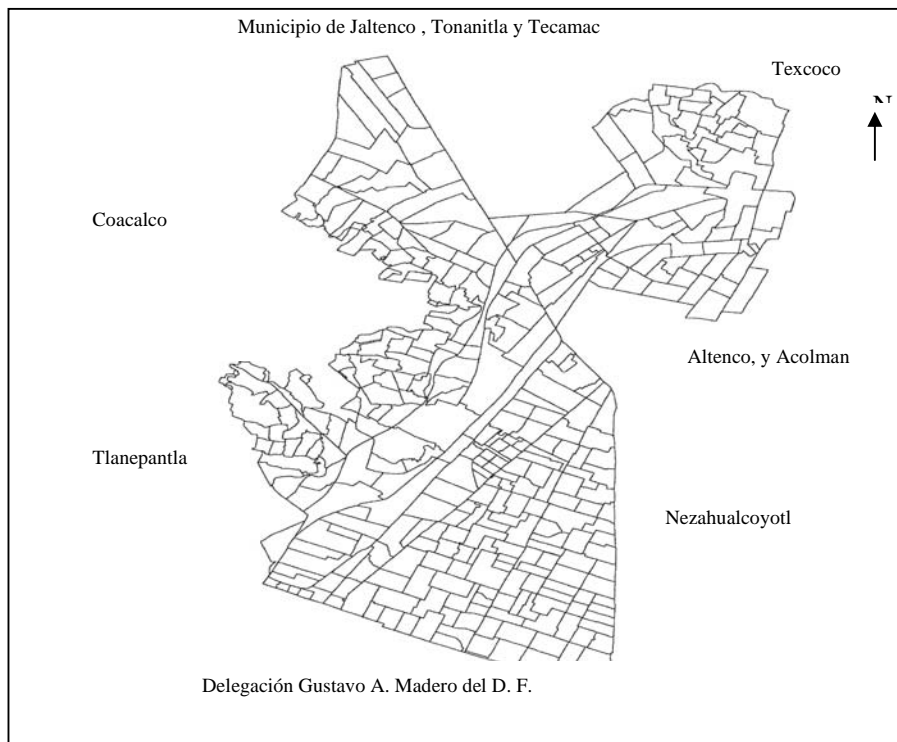 Municipio de Jaltenco , Tonanitla y Tecamac
Texcoco
N
Coacalco
Altenco, y Acolman
Tlanepantla
Nezahualcoyotl
Delegación Gustavo A. Madero del D. F.